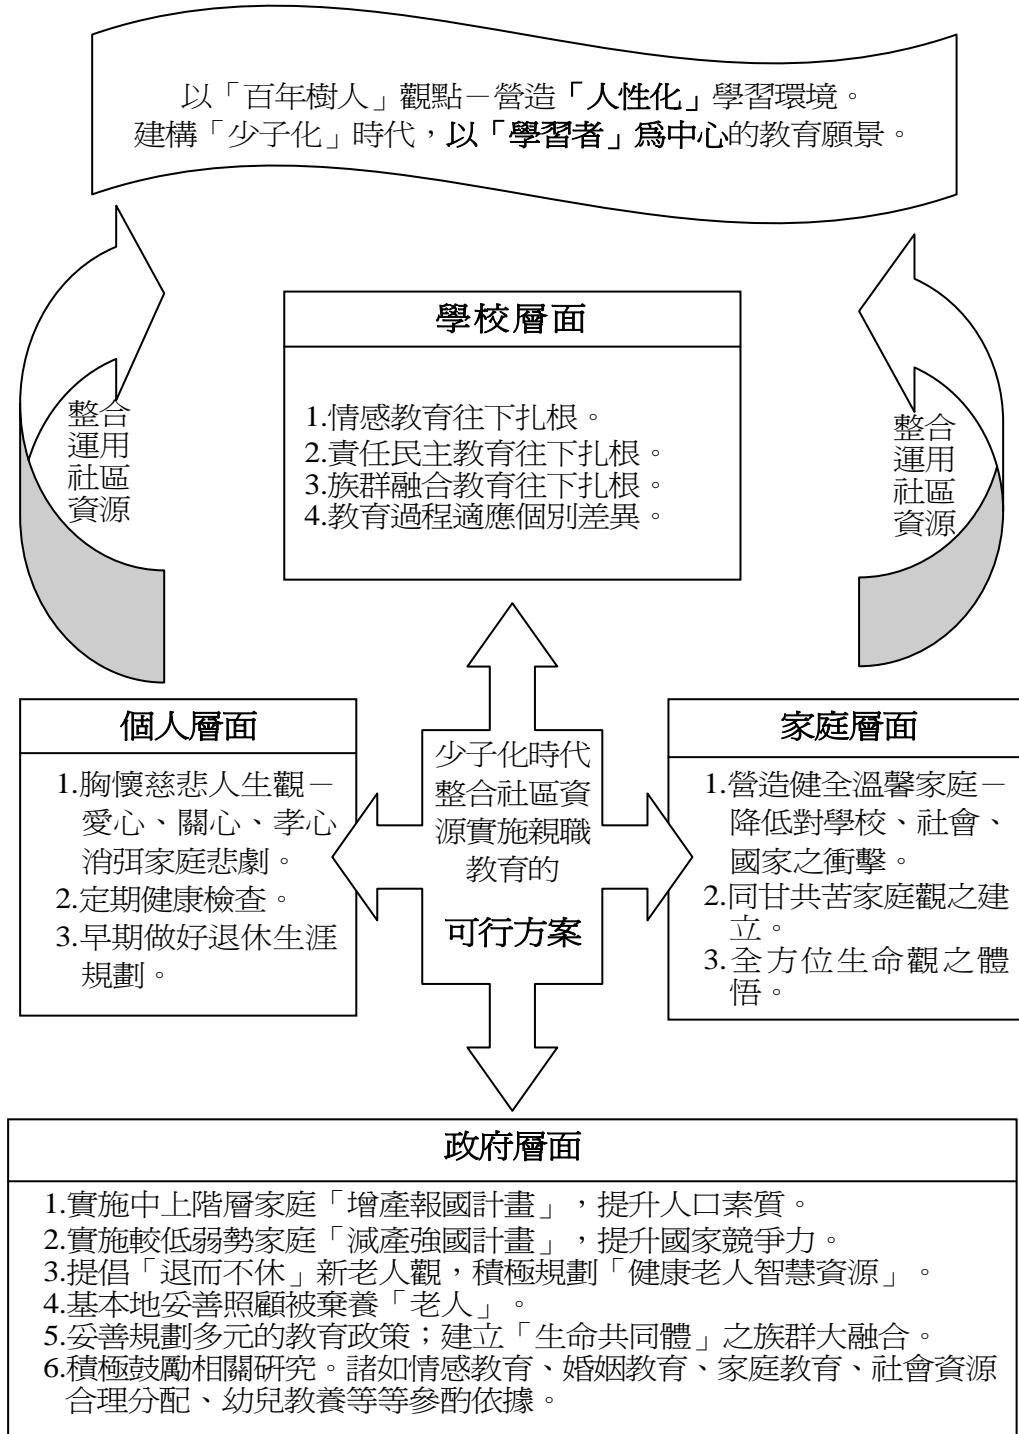 以「百年樹人」觀點－營造「人性化」學習環境。
建構「少子化」時代，以「學習者」為中心的教育願景。
整合
運用
社區
資源
學校層面
1.情感教育往下扎根。
2.責任民主教育往下扎根。
3.族群融合教育往下扎根。
4.教育過程適應個別差異。
整合
運用
社區
資源
個人層面
1.胸懷慈悲人生觀－
愛心、關心、孝心
消弭家庭悲劇。
2.定期健康檢查。
3.早期做好退休生涯
規劃。
少子化時代
整合社區資
源實施親職
教育的
可行方案
家庭層面
1.營造健全溫馨家庭－
降低對學校、社會、
國家之衝擊。
2.同甘共苦家庭觀之建
立。
3.全方位生命觀之體
悟。
政府層面
1.實施中上階層家庭「增產報國計畫」，提升人口素質。
2.實施較低弱勢家庭「減產強國計畫」，提升國家競爭力。
3.提倡「退而不休」新老人觀，積極規劃「健康老人智慧資源」。
4.基本地妥善照顧被棄養「老人」。
5.妥善規劃多元的教育政策；建立「生命共同體」之族群大融合。
6.積極鼓勵相關研究。諸如情感教育、婚姻教育、家庭教育、社會資源
合理分配、幼兒教養等等參酌依據。